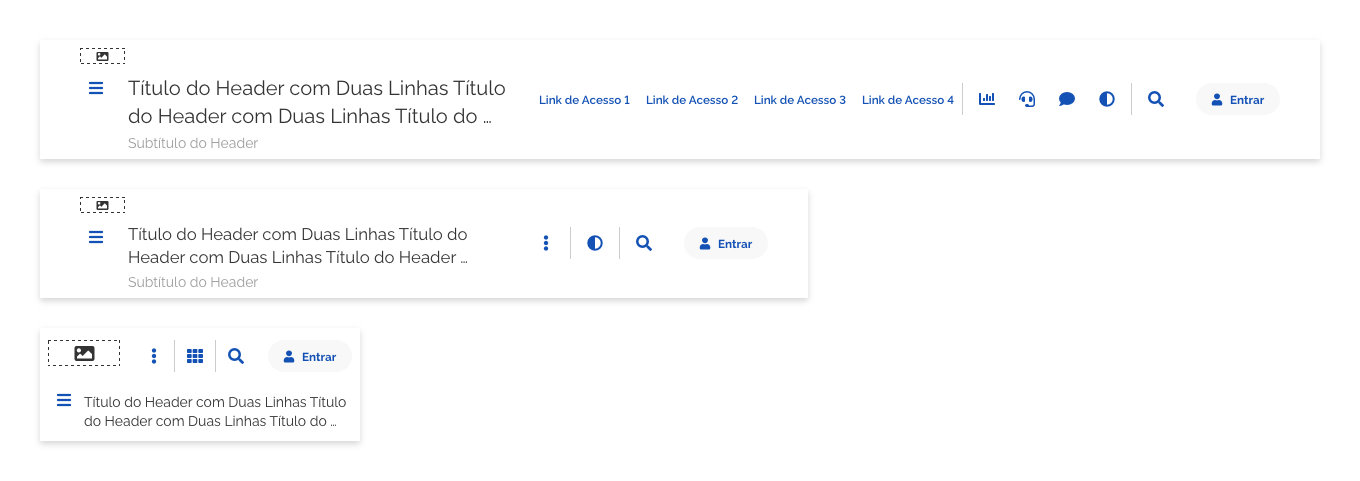 Título do Header com Duas Linhas Título
do Header com Duas Linhas Título do ...
Subtítulo do Header
Link de Acesso 1 Link de Acesso 2 Link de Acesso 3 Link de Acesso 4
Entrar
Título do Header com Duas Linhas Título do
Header com Duas Linhas Título do Header ...
Subtítulo do Header
Entrar
Entrar
Título do Header com Duas Linhas Título
do Header com Duas Linhas Título do ...